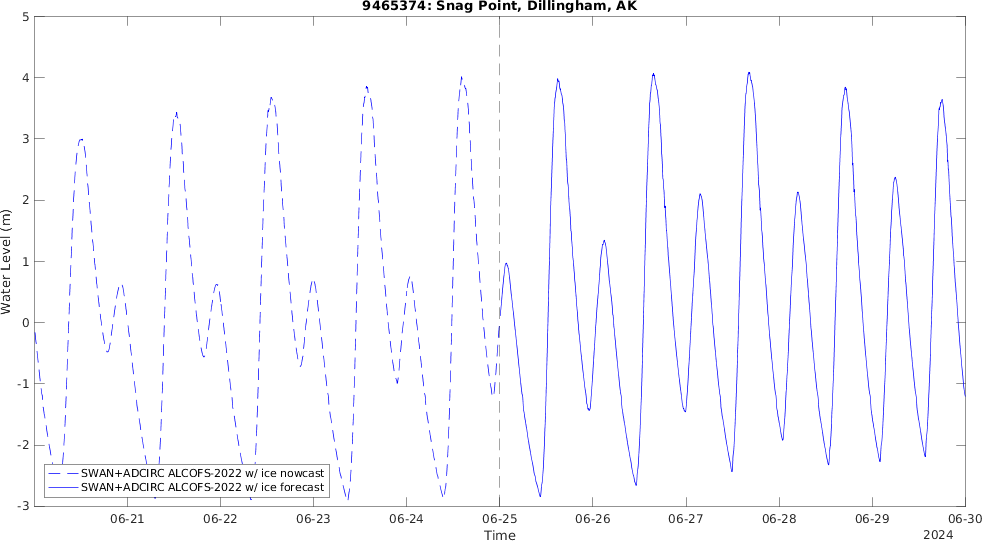 9465374: Snag Point, Dillingham, AK
Water Level (m)
5
4
3
2
1
0
-1
-2
-3
SWAN+ADCIRC ALCOFS-2022 w/ ice nowcast
SWAN+ADCIRC ALCOFS-2022 w/ ice forecast
06-21 06-22 06-23 06-24 06-25 06-26 06-27 06-28 06-29 06-30
Time
2024